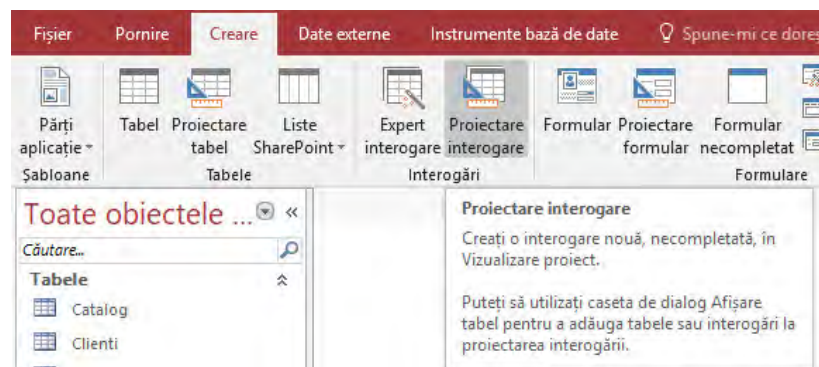 Fișier Pornire Creare Date externe Instrumente bază de date Spune-mi ce doreș
Părți aplicație
Tabel
Proiectare tabel
Liste SharePoint
Expert interogare
Proiectare interogare
Formular
Proiectare formular
Formular necompletat
Șabloane Tabele Interogări Formulare
Toate obiectele ...
Căutare...
Tabele
Catalog
Clienti
Proiectare interogare
Creați o interogare nouă, necompletată, în
Vizualizare proiect.
Puteți să utilizați caseta de dialog Afișare
tabel pentru a adăuga tabele sau interogări la
proiectarea interogării.